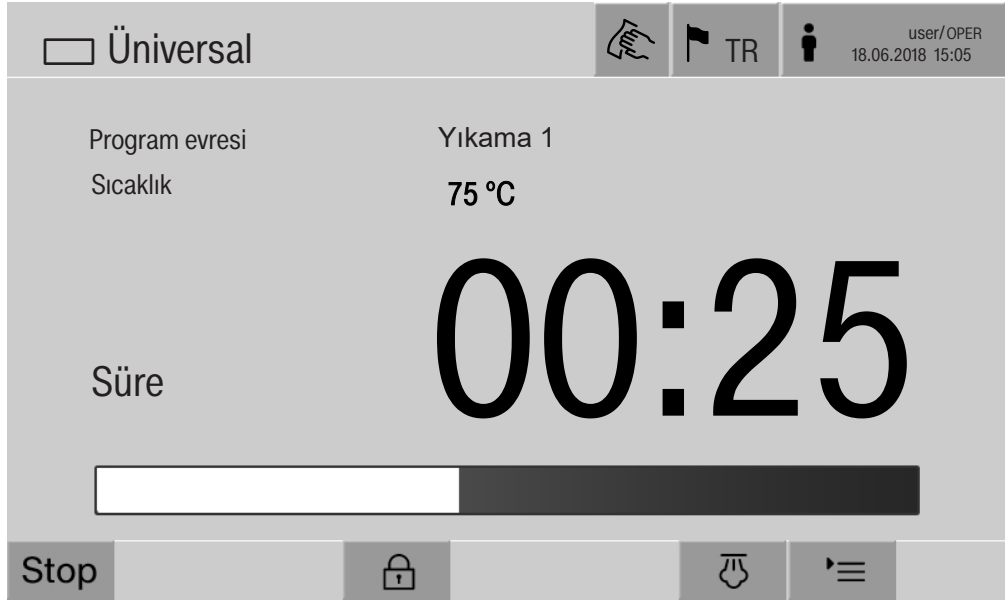 Üniversal
TR
user/OPER
18.06.2018 15:05
Program evresi Yıkama 1
Sıcaklık 75 °C
Süre 00:25
Stop